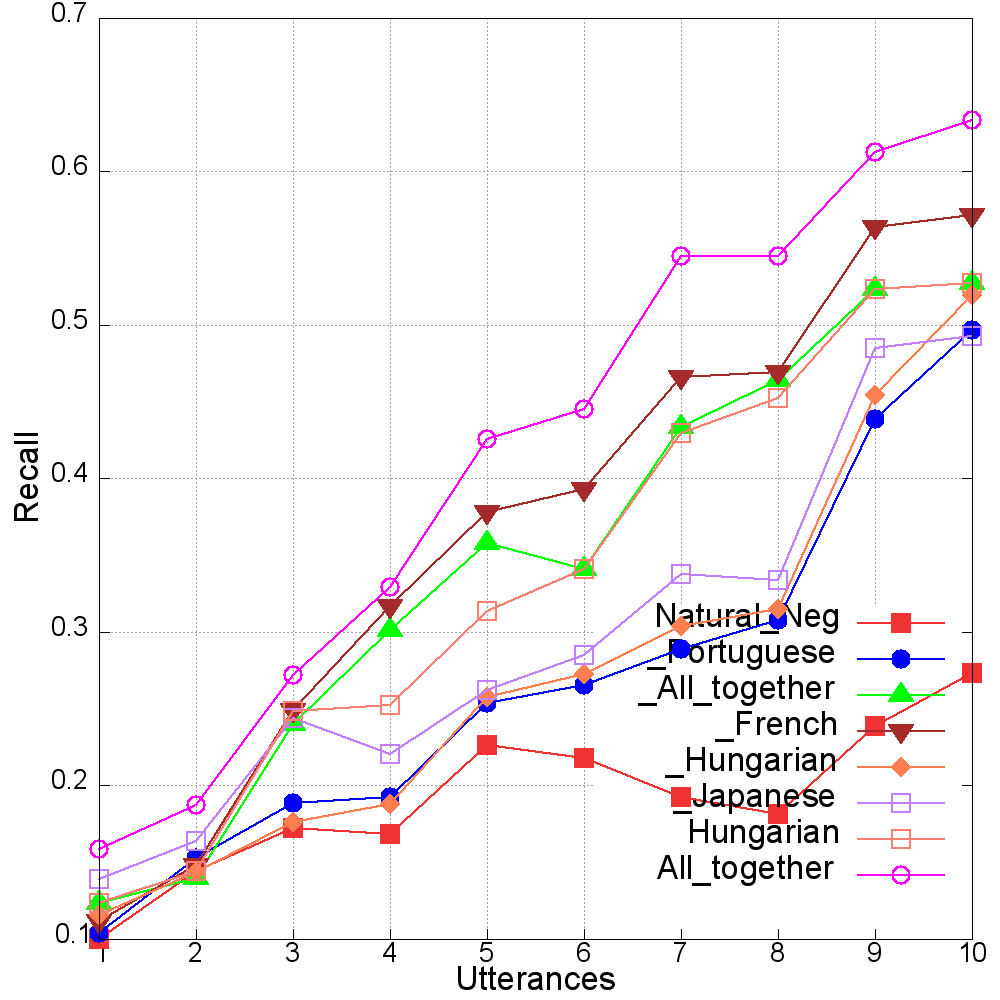 0.7
0.6
0.5
0.4
0.3
0.2
0.1
Recall
Natural_Neg
_Portuguese
_All_together
_French
_Hungarian
_Japanese
Hungarian
All_together
1 2 3 4 5 6 7 8 9 10
Utterances